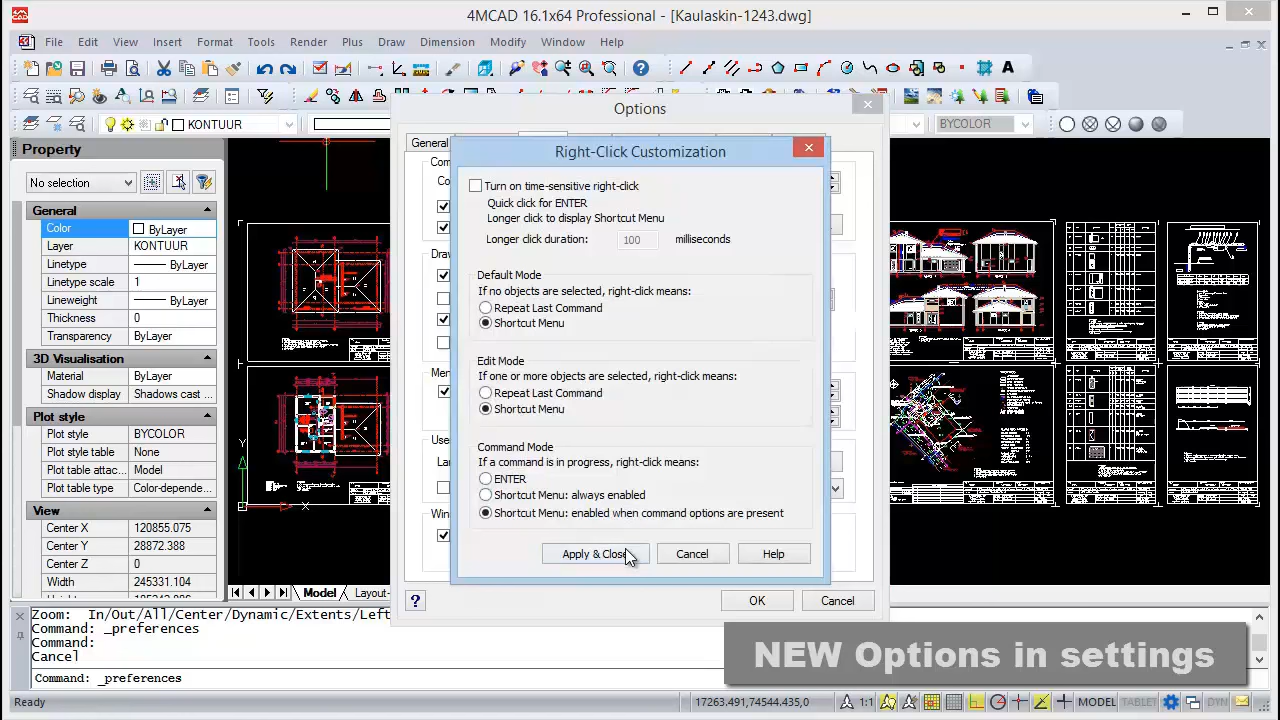 4MCAD 16.1x64 Professional - [Kaulaskin-1243.dwg]
4MCAD
File Edit View Insert Format Tools Render Plus Draw Dimension Modify Window Help
KONTUUR
BYCOLOR
Property
No selection
General
Color ByLayer
Layer KONTUUR
Linetype ByLayer
Linetype scale 1
Lineweight ByLayer
Thickness 0
Transparency ByLayer
3D Visualisation
Material ByLayer
Shadow display Shadows cast ...
Plot style
Plot style BYCOLOR
Plot style table None
Plot table attac... Model
Plot table type Color-depende...
View
Center X 120855.075
Center Y 28872.388
Center Z 0
Width 245331.104
Options
General
Right-Click Customization
Turn on time-sensitive right-click
Quick click for ENTER
Longer click to display Shortcut Menu
Longer click duration: 100 milliseconds
Default Mode
If no objects are selected, right-click means:
Repeat Last Command
Shortcut Menu
Edit Mode
If one or more objects are selected, right-click means:
Repeat Last Command
Shortcut Menu
Command Mode
If a command is in progress, right-click means:
ENTER
Shortcut Menu: always enabled
Shortcut Menu: enabled when command options are present
Apply & Close Cancel Help
? OK Cancel
Y
X
Model Layout-
Zoom: In/Out/All/Center/Dynamic/Extents/Left
Command: _preferences
Command:
Cancel
Command: _preferences
NEW Options in settings
Ready 17263.491,74544.435,0 1:1 MODEL TABLET DYN